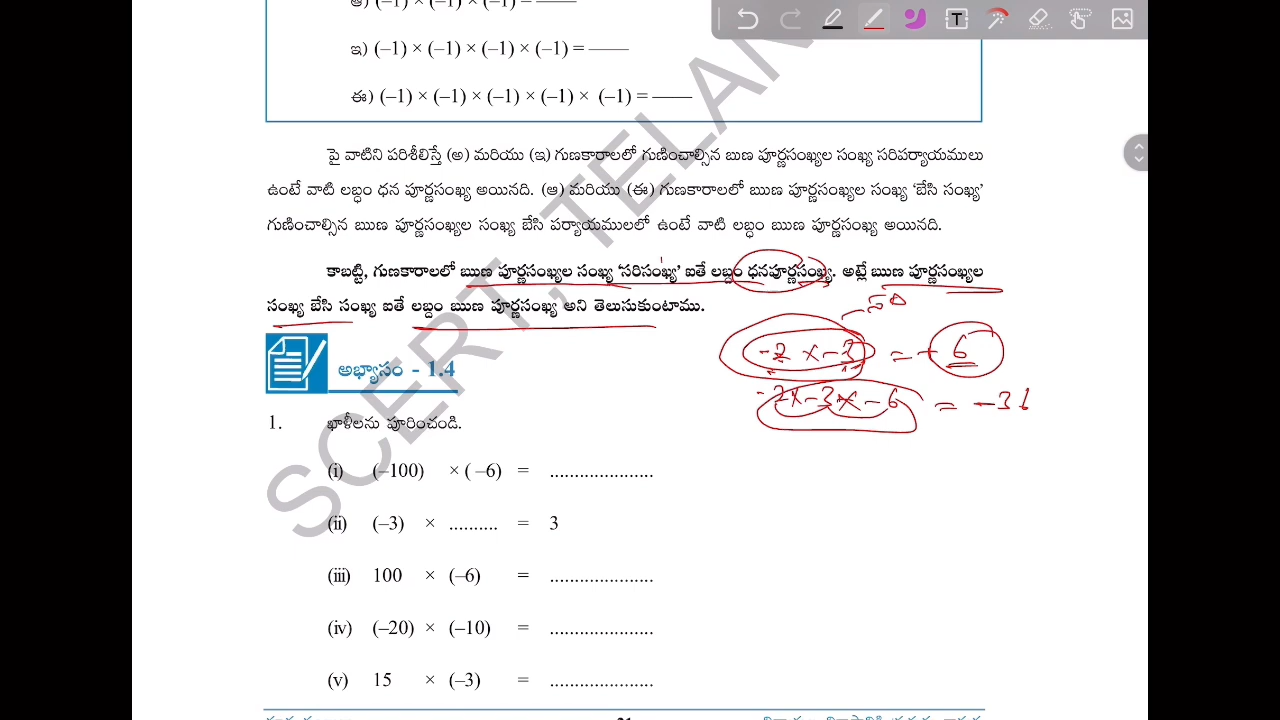 ఆ) (–1) × (–1) × (–1) = ——
ఇ) (–1) × (–1) × (–1) × (–1) = ——
ఈ) (–1) × (–1) × (–1) × (–1) × (–1) = ——
పై వాటిని పరిశీలిస్తే (అ) మరియు (ఇ) గుణకారాలలో గుణించాల్సిన ఋణ పూర్ణసంఖ్యల సంఖ్య సరిపర్యాయములు
ఉంటే వాటి లబ్ధం ధన పూర్ణసంఖ్య అయినది. (ఆ) మరియు (ఈ) గుణకారాలలో ఋణ పూర్ణసంఖ్యల సంఖ్య 'బేసి సంఖ్య'
గుణించాల్సిన ఋణ పూర్ణసంఖ్యల సంఖ్య బేసి పర్యాయములలో ఉంటే వాటి లబ్ధం ఋణ పూర్ణసంఖ్య అయినది.
కాబట్టి, గుణకారాలలో ఋణ పూర్ణసంఖ్యల సంఖ్య 'సరిసంఖ్య' ఐతే లబ్దం ధనపూర్ణసంఖ్య. అట్లే ఋణ పూర్ణసంఖ్యల
సంఖ్య బేసి సంఖ్య ఐతే లబ్దం ఋణ పూర్ణసంఖ్య అని తెలుసుకుంటాము.
-2 × -3 = + 6
-2 × -3 × -6 = -36
అభ్యాసం - 1.4
1. ఖాళీలను పూరించండి.
(i) (–100) × ( –6) = .....................
(ii) (–3) × .......... = 3
(iii) 100 × (–6) = .....................
(iv) (–20) × (–10) = .....................
(v) 15 × (–3) = .....................
SCERT, TELAN